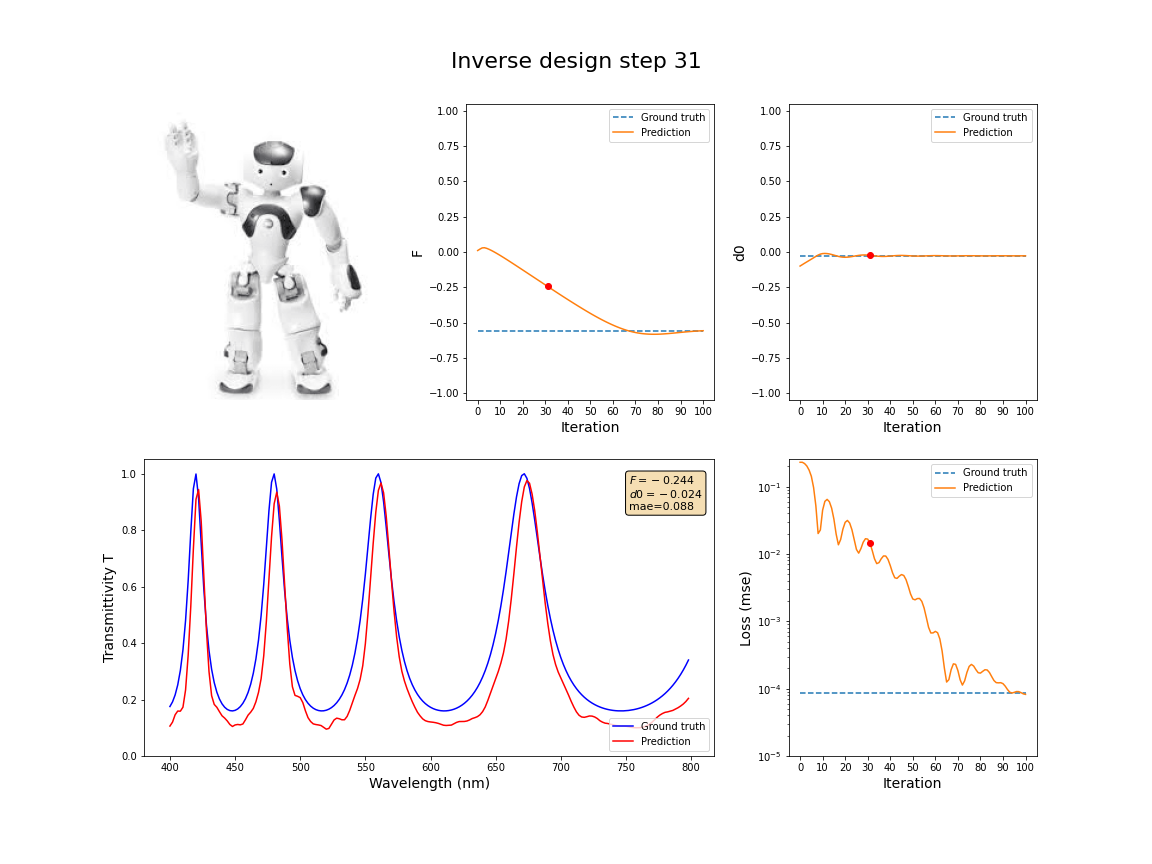 Inverse design step 31
1.00
0.75
0.50
0.25
0.00
−0.25
−0.50
−0.75
−1.00
F
0 10 20 30 40 50 60 70 80 90 100
Iteration
Ground truth
Prediction
1.00
0.75
0.50
0.25
0.00
−0.25
−0.50
−0.75
−1.00
d0
0 10 20 30 40 50 60 70 80 90 100
Iteration
Ground truth
Prediction
1.0
0.8
0.6
0.4
0.2
0.0
Transmittivity T
400 450 500 550 600 650 700 750 800
Wavelength (nm)
F = − 0.244
d0 = − 0.024
mae=0.088
Ground truth
Prediction
10⁻¹
10⁻²
10⁻³
10⁻⁴
10⁻⁵
Loss (mse)
0 10 20 30 40 50 60 70 80 90 100
Iteration
Ground truth
Prediction